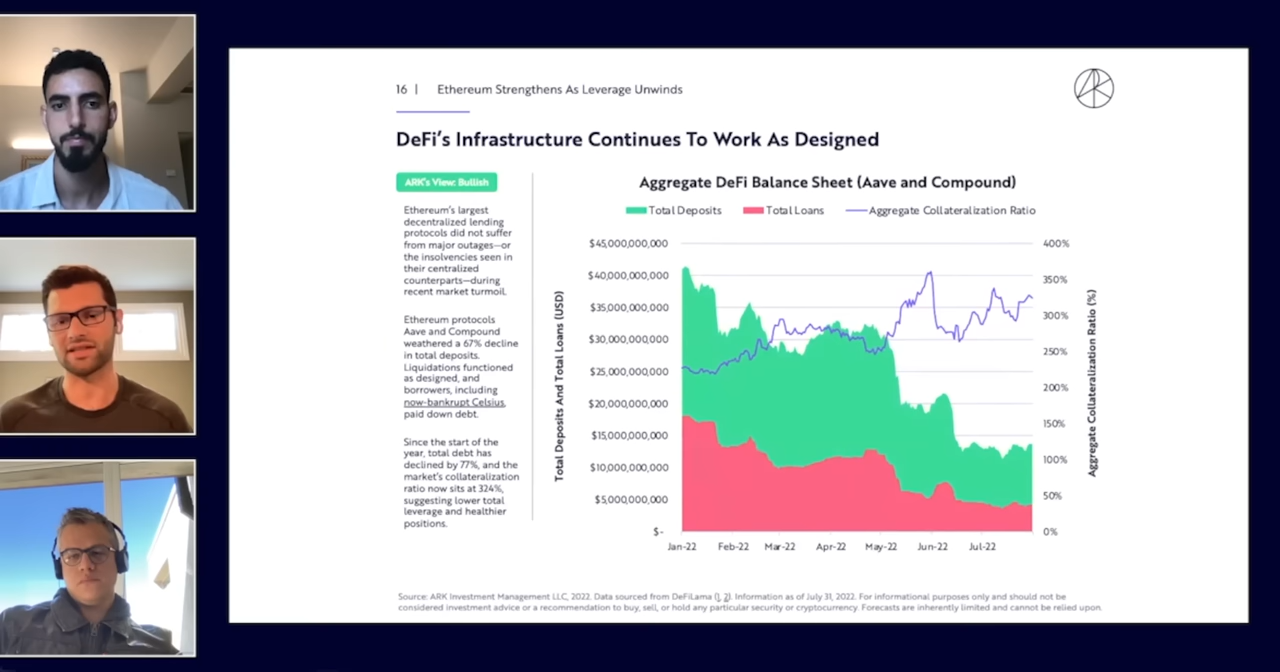 16 | Ethereum Strengthens As Leverage Unwinds
DeFi's Infrastructure Continues To Work As Designed
ARK's View: Bullish
Ethereum's largest
decentralized lending
protocols did not suffer
from major outages—or
the insolvencies seen in
their centralized
counterparts—during
recent market turmoil.
Ethereum protocols
Aave and Compound
weathered a 67% decline
in total deposits.
Liquidations functioned
as designed, and
borrowers, including
now-bankrupt Celsius,
paid down debt.
Since the start of the
year, total debt has
declined by 77%, and the
market's collateralization
ratio now sits at 324%,
suggesting lower total
leverage and healthier
positions.
Aggregate DeFi Balance Sheet (Aave and Compound)
Total Deposits Total Loans Aggregate Collateralization Ratio
Total Deposits And Total Loans (USD)
$45,000,000,000
$40,000,000,000
$35,000,000,000
$30,000,000,000
$25,000,000,000
$20,000,000,000
$15,000,000,000
$10,000,000,000
$5,000,000,000
$-
400%
350%
300%
250%
200%
150%
100%
50%
0%
Aggregate Collateralization Ratio (%)
Jan-22 Feb-22 Mar-22 Apr-22 May-22 Jun-22 Jul-22
Source: ARK Investment Management LLC, 2022. Data sourced from DeFiLama (1, 2). Information as of July 31, 2022. For informational purposes only and should not be
considered investment advice or a recommendation to buy, sell, or hold any particular security or cryptocurrency. Forecasts are inherently limited and cannot be relied upon.